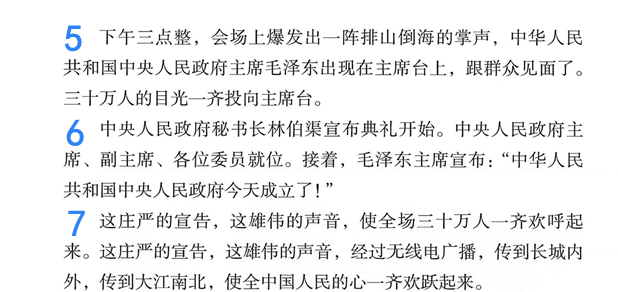 5 下午三点整，会场上爆发出一阵排山倒海的掌声，中华人民
共和国中央人民政府主席毛泽东出现在主席台上，跟群众见面了。
三十万人的目光一齐投向主席台。
6 中央人民政府秘书长林伯渠宣布典礼开始。中央人民政府主
席、副主席、各位委员就位。接着，毛泽东主席宣布：“中华人民
共和国中央人民政府今天成立了！”
7 这庄严的宣告，这雄伟的声音，使全场三十万人一齐欢呼起
来。这庄严的宣告，这雄伟的声音，经过无线电广播，传到长城内
外，传到大江南北，使全中国人民的心一齐欢跃起来。